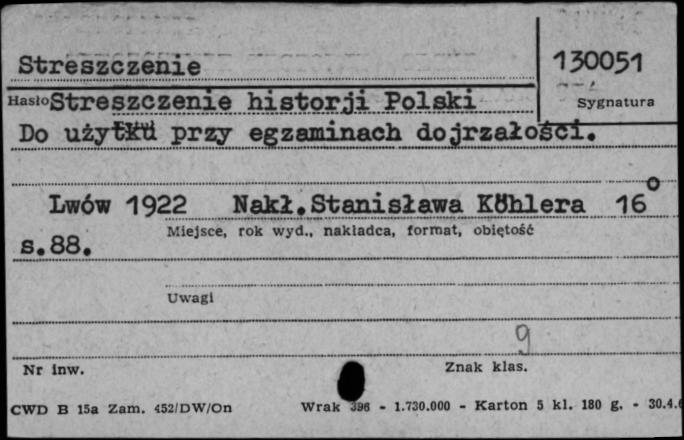 Streszczenie 130051
Hasło Streszczenie historji Polski Sygnatura
Do użytku przy egzaminach dojrzałości.
Lwów 1922 Nakł. Stanisława Köhlera 16°
Miejsce, rok wyd., nakładca, format, objętość
s.88.
Uwagi
9
Nr inw. Znak klas.
CWD B 15a Zam. 452/DW/On Wrak 396 - 1.730.000 - Karton 5 kl. 180 g. - 30.4.6